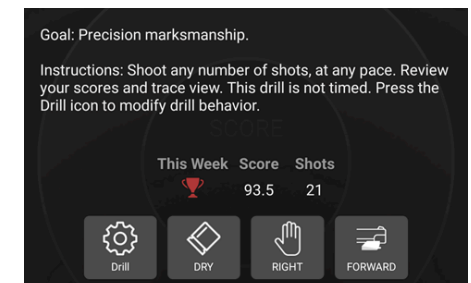 Goal: Precision marksmanship.
Instructions: Shoot any number of shots, at any pace. Review
your scores and trace view. This drill is not timed. Press the
Drill icon to modify drill behavior.
SCORE
This Week Score Shots
93.5 21
Drill DRY RIGHT FORWARD